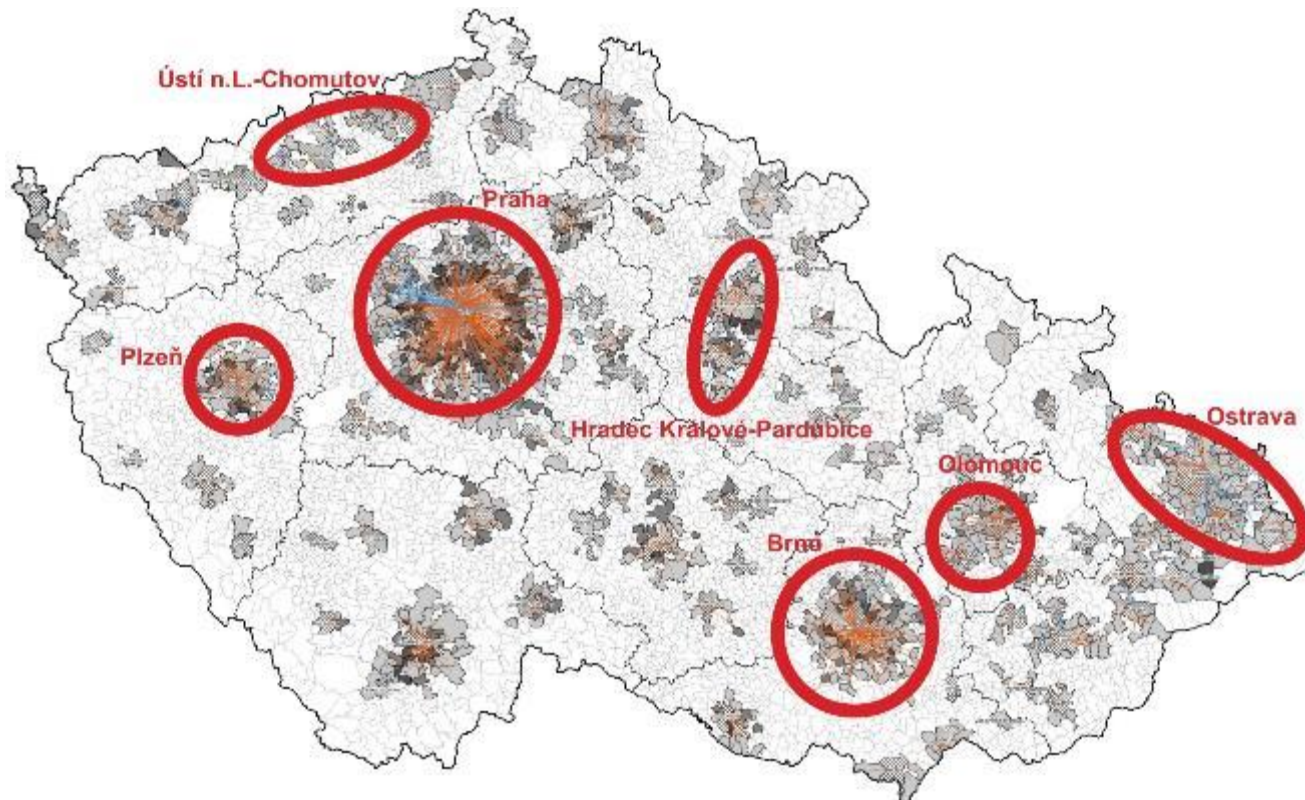 Ústí n.L.-Chomutov
Praha
Plzeň
Hradec Králové-Pardubice
Ostrava
Olomouc
Brno